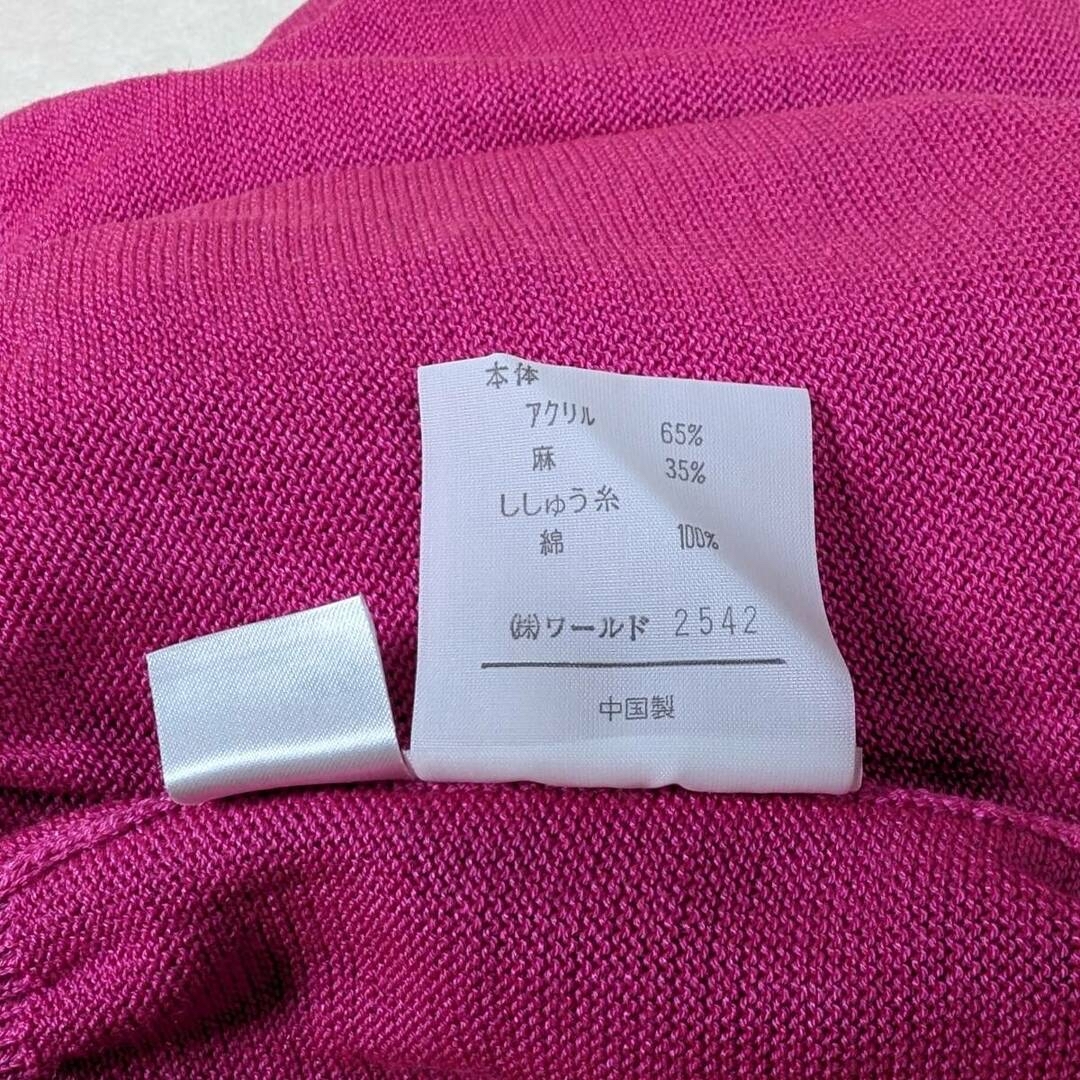 本体
アクリル 65%
麻 35%
ししゅう糸
綿 100%
㈱ワールド 2542
中国製